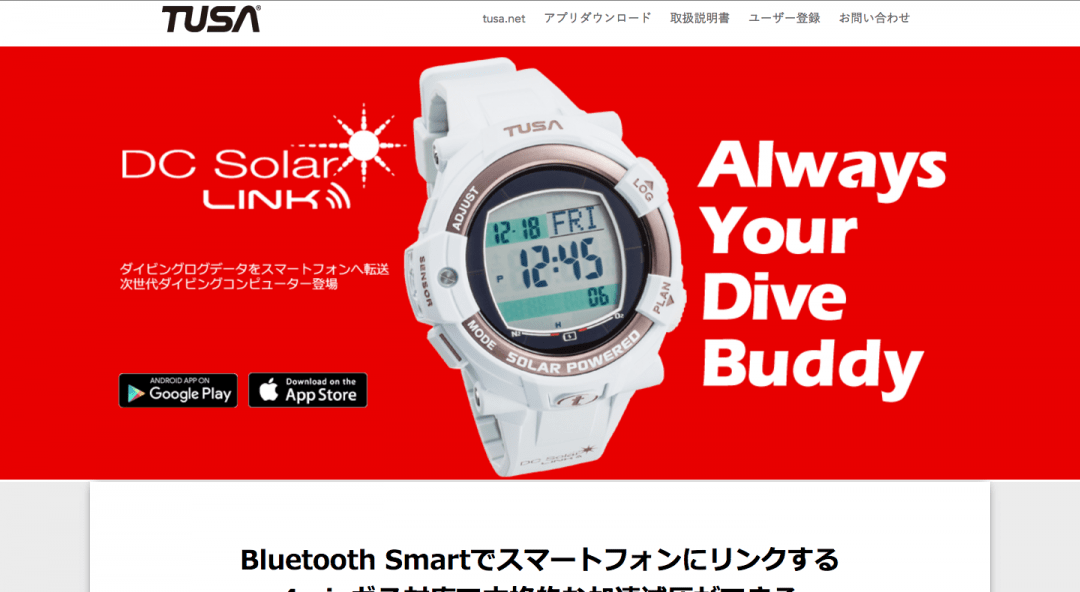 TUSA®
tusa.net アプリダウンロード 取扱説明書 ユーザー登録 お問い合わせ
DC Solar
LINK
ダイビングログデータをスマートフォンへ転送
次世代ダイビングコンピューター登場
ANDROID APP ON
Google Play
Download on the
App Store
TUSA
ADJUST
LOG
SENSOR
12-18 FRI
P 12:45
06
N₂ H O₂
MODE
PLAN
SOLAR POWERED
DC Solar
LINK
Always
Your
Dive
Buddy
Bluetooth Smartでスマートフォンにリンクする